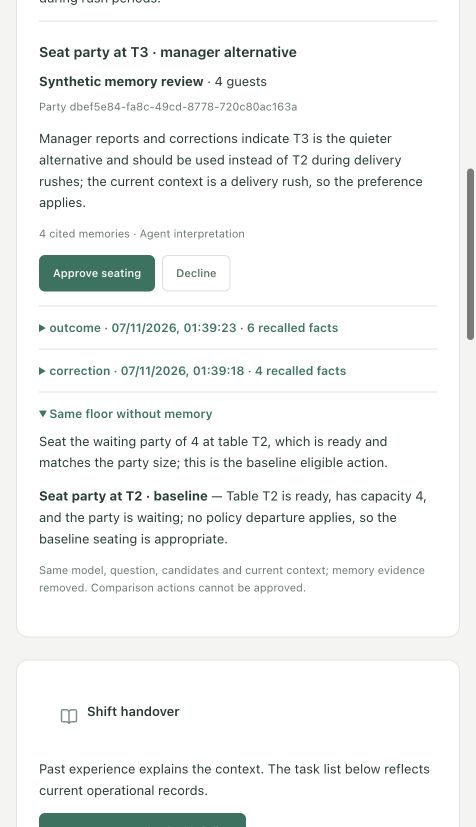 during rush periods.
Seat party at T3 · manager alternative
Synthetic memory review · 4 guests
Party dbef5e84-fa8c-49cd-8778-720c80ac163a
Manager reports and corrections indicate T3 is the quieter
alternative and should be used instead of T2 during delivery
rushes; the current context is a delivery rush, so the preference
applies.
4 cited memories · Agent interpretation
Approve seating
Decline
outcome · 07/11/2026, 01:39:23 · 6 recalled facts
correction · 07/11/2026, 01:39:18 · 4 recalled facts
Same floor without memory
Seat the waiting party of 4 at table T2, which is ready and
matches the party size; this is the baseline eligible action.
Seat party at T2 · baseline — Table T2 is ready, has capacity 4,
and the party is waiting; no policy departure applies, so the
baseline seating is appropriate.
Same model, question, candidates and current context; memory evidence
removed. Comparison actions cannot be approved.
Shift handover
Past experience explains the context. The task list below reflects
current operational records.